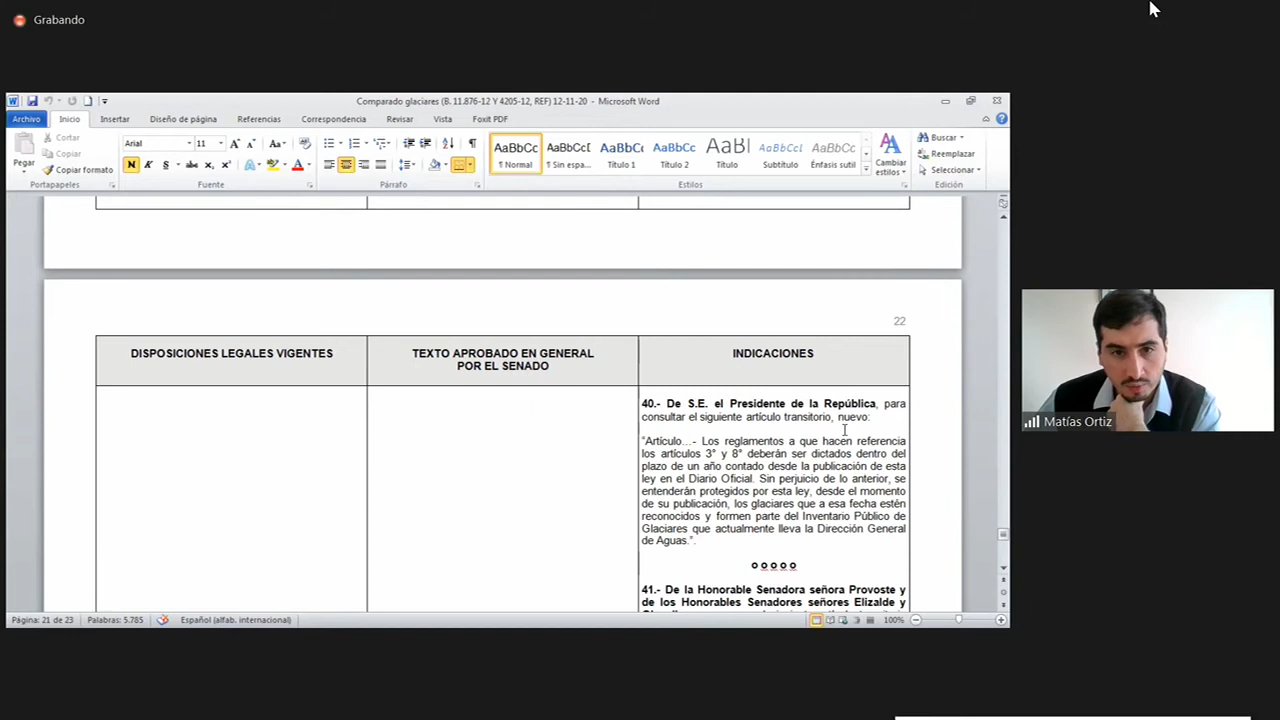 Grabando
Comparado glaciares (B. 11.876-12 Y 4205-12, REF) 12-11-20 - Microsoft Word
Archivo Inicio Insertar Diseño de página Referencias Correspondencia Revisar Vista Foxit PDF
Pegar
Cortar
Copiar
Copiar formato
Portapapeles
Arial 11
Fuente
Párrafo
AaBbCc AaBbCcI AaBbCc AaBbCc AaBl AaBbCcI AaBbCc
¶ Normal ¶ Sin espa... Título 1 Título 2 Título Subtítulo Énfasis sutil
Cambiar estilos
Estilos
Buscar
Reemplazar
Seleccionar
Edición
22
DISPOSICIONES LEGALES VIGENTES
TEXTO APROBADO EN GENERAL
POR EL SENADO
INDICACIONES
40.- De S.E. el Presidente de la República, para
consultar el siguiente artículo transitorio, nuevo:
"Artículo...- Los reglamentos a que hacen referencia
los artículos 3° y 8° deberán ser dictados dentro del
plazo de un año contado desde la publicación de esta
ley en el Diario Oficial. Sin perjuicio de lo anterior, se
entenderán protegidos por esta ley, desde el momento
de su publicación, los glaciares que a esa fecha estén
reconocidos y formen parte del Inventario Público de
Glaciares que actualmente lleva la Dirección General
de Aguas.".
o o o o o
41.- De la Honorable Senadora señora Provoste y
de los Honorables Senadores señores Elizalde y
Página: 21 de 23 Palabras: 5.785 Español (alfab. internacional) 100%
Matías Ortiz